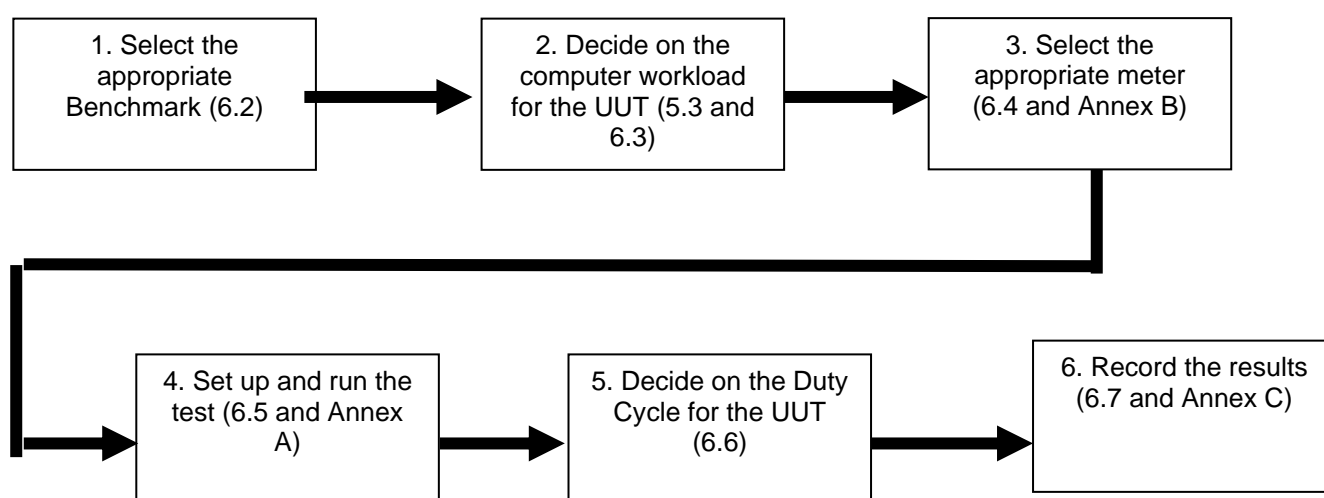 1. Select the
appropriate
Benchmark (6.2)
2. Decide on the
computer workload
for the UUT (5.3 and
6.3)
3. Select the
appropriate meter
(6.4 and Annex B)
4. Set up and run the
test (6.5 and Annex
A)
5. Decide on the Duty
Cycle for the UUT
(6.6)
6. Record the results
(6.7 and Annex C)